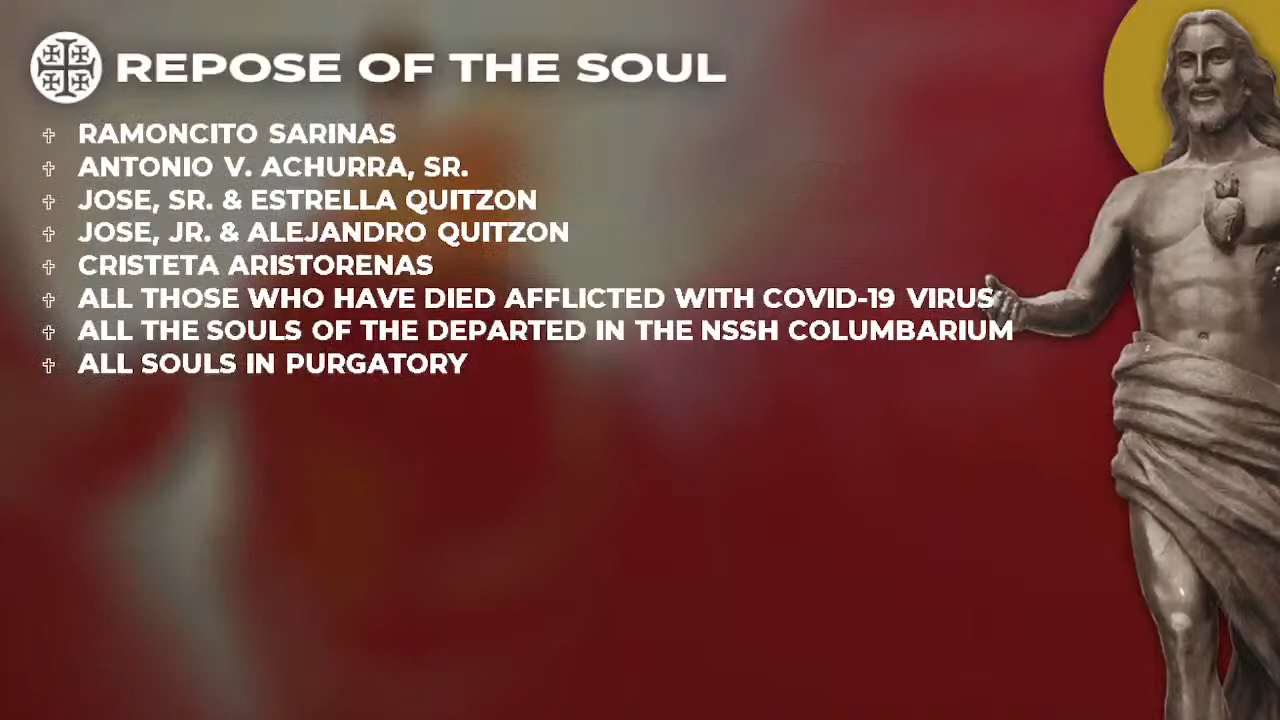 REPOSE OF THE SOUL
RAMONCITO SARINAS
ANTONIO V. ACHURRA, SR.
JOSE, SR. & ESTRELLA QUITZON
JOSE, JR. & ALEJANDRO QUITZON
CRISTETA ARISTORENAS
ALL THOSE WHO HAVE DIED AFFLICTED WITH COVID-19 VIRUS
ALL THE SOULS OF THE DEPARTED IN THE NSSH COLUMBARIUM
ALL SOULS IN PURGATORY